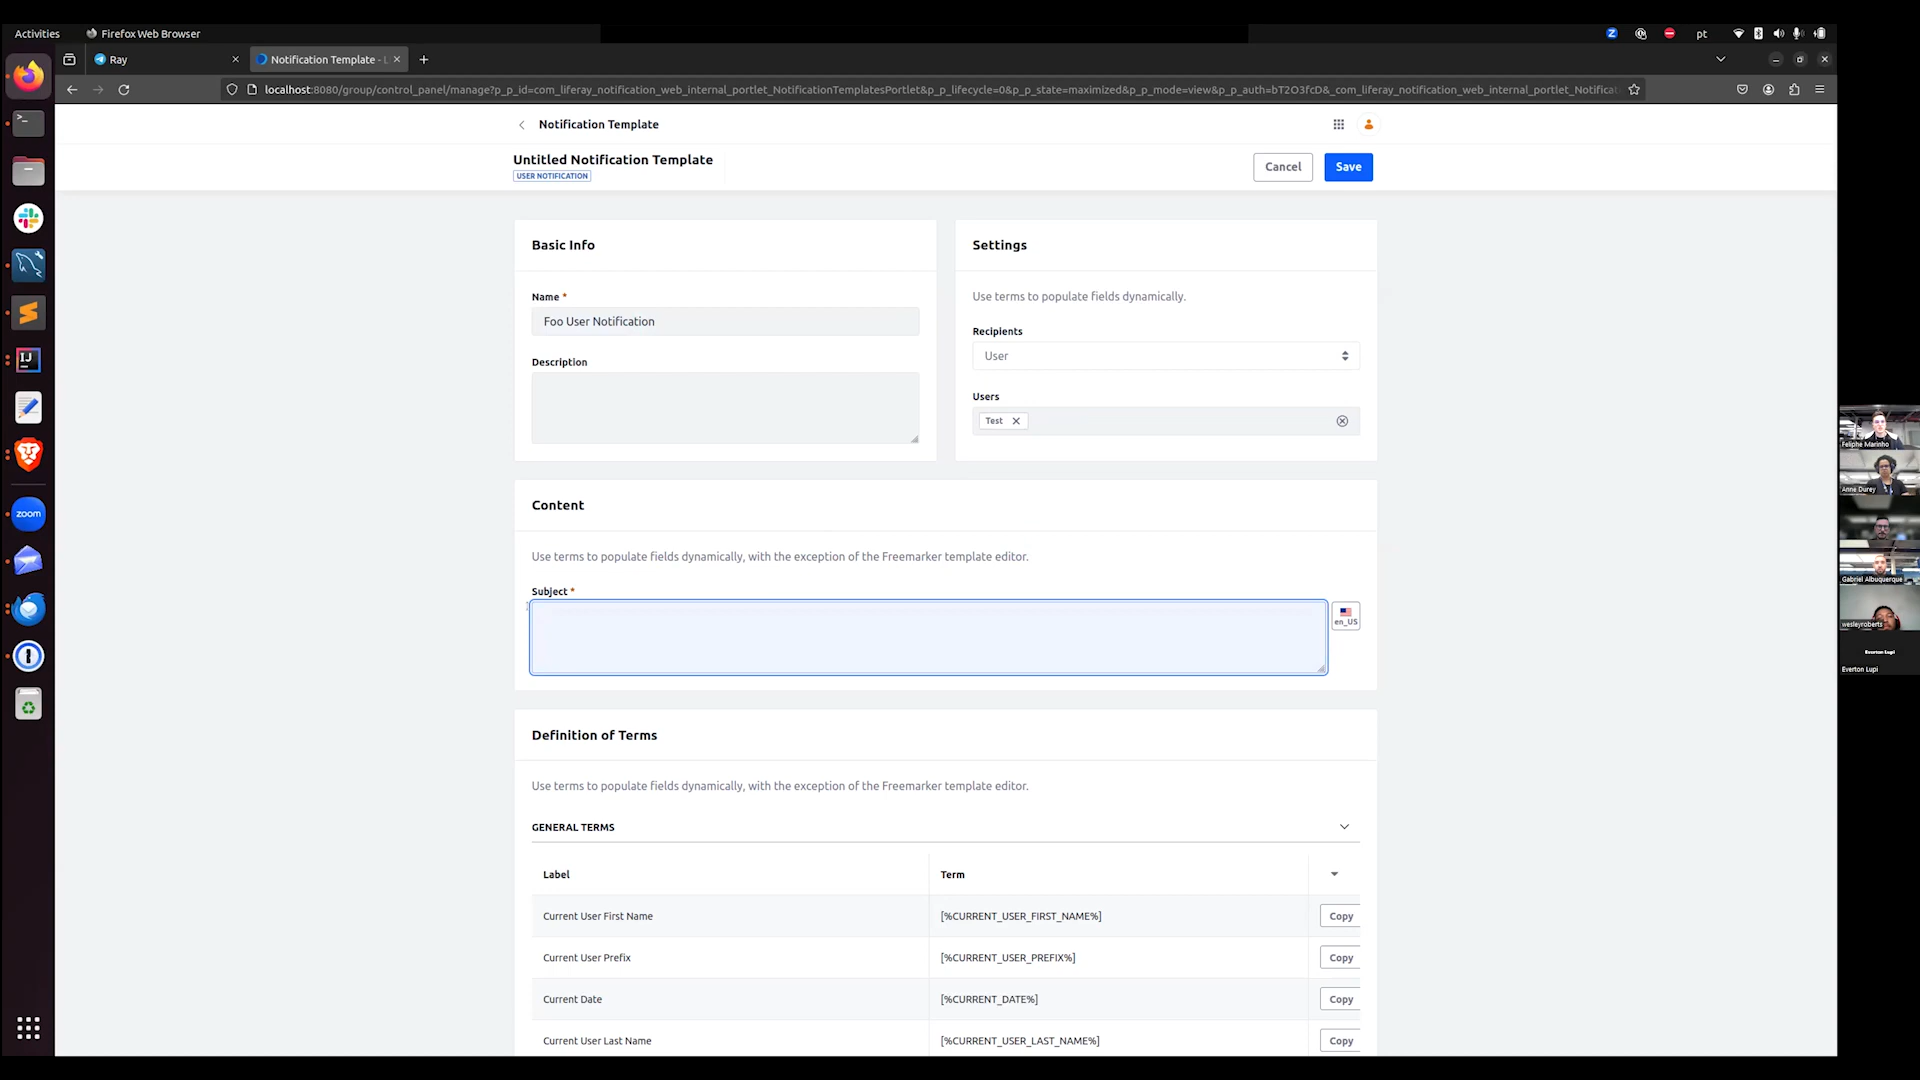 Activities
Firefox Web Browser
pt
Ray
Notification Template - L
localhost:8080/group/control_panel/manage?p_p_id=com_liferay_notification_web_internal_portlet_NotificationTemplatesPortlet&p_p_lifecycle=0&p_p_state=maximized&p_p_mode=view&p_p_auth=bT2O3fcD&_com_liferay_notification_web_internal_portlet_Notificat
Notification Template
Untitled Notification Template
USER NOTIFICATION
Cancel
Save
Basic Info
Name *
Foo User Notification
Description
Settings
Use terms to populate fields dynamically.
Recipients
User
Users
Test
Content
Use terms to populate fields dynamically, with the exception of the Freemarker template editor.
Subject *
en_US
Definition of Terms
Use terms to populate fields dynamically, with the exception of the Freemarker template editor.
GENERAL TERMS
Label
Term
Current User First Name
[%CURRENT_USER_FIRST_NAME%]
Copy
Current User Prefix
[%CURRENT_USER_PREFIX%]
Copy
Current Date
[%CURRENT_DATE%]
Copy
Current User Last Name
[%CURRENT_USER_LAST_NAME%]
Copy
zoom
IJ
Feliphe Marinho
Anne Durey
Gabriel Albuquerque
wesleyroberts
Everton Lupi
Everton Lupi